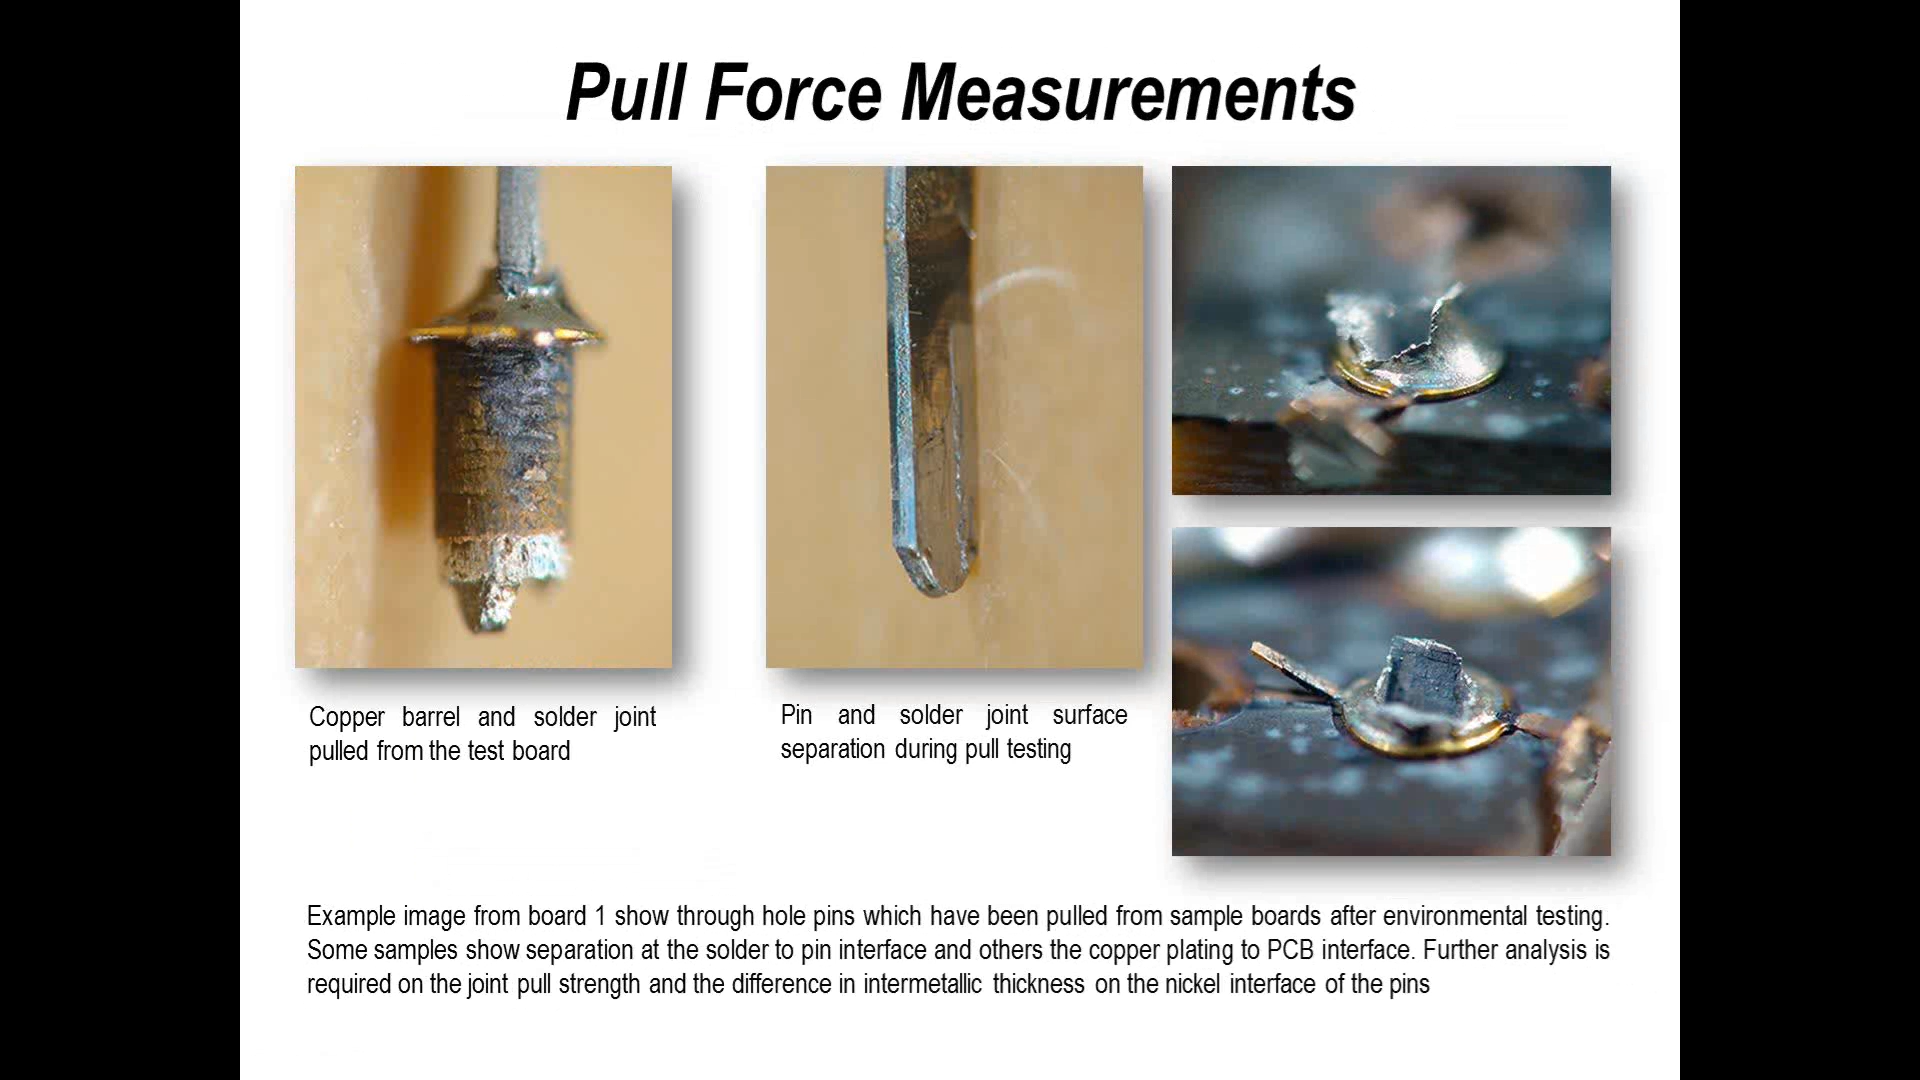 Pull Force Measurements
Copper barrel and solder joint
pulled from the test board
Pin and solder joint surface
separation during pull testing
Example image from board 1 show through hole pins which have been pulled from sample boards after environmental testing.
Some samples show separation at the solder to pin interface and others the copper plating to PCB interface. Further analysis is
required on the joint pull strength and the difference in intermetallic thickness on the nickel interface of the pins